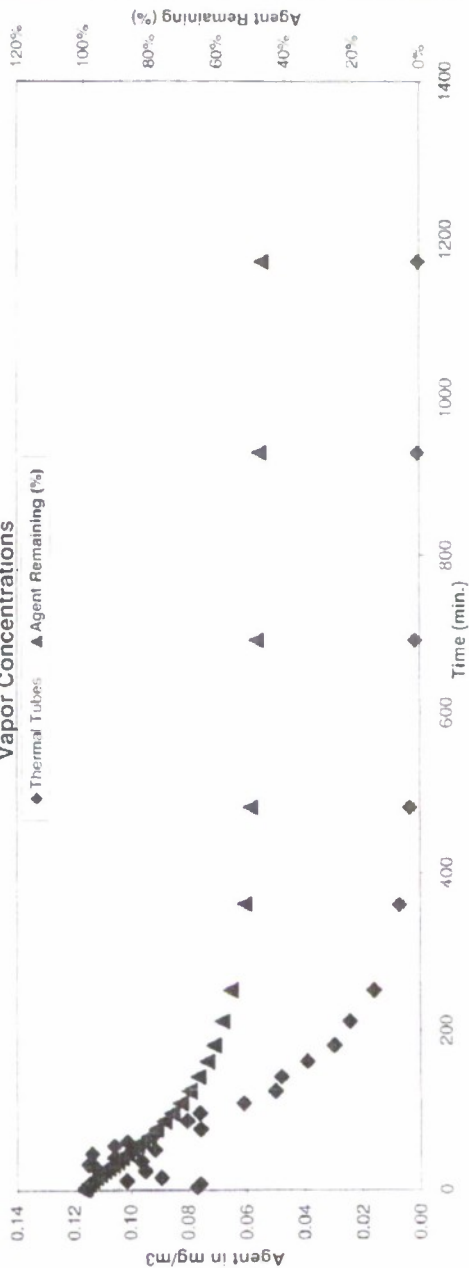 Vapor Concentrations
Thermal Tubes Agent Remaining (%)
Agent in mg/m3
0.14
0.12
0.10
0.08
0.06
0.04
0.02
0.00
Agent Remaining (%)
120%
100%
80%
60%
40%
20%
0%
0 200 400 600 800 1000 1200 1400
Time (min.)